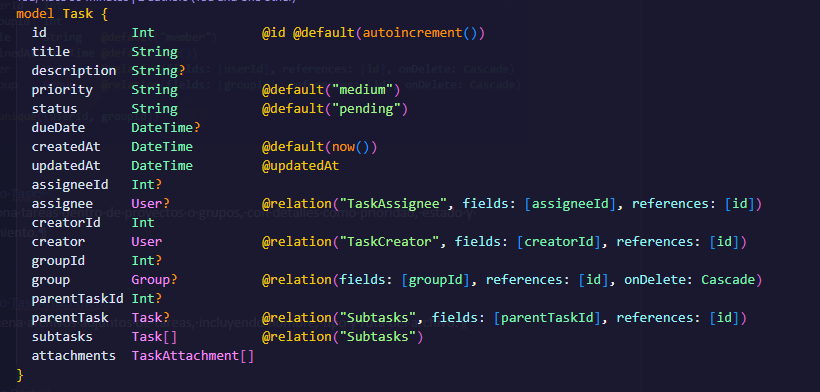 model Task {
id Int @id @default(autoincrement())
title String
description String?
priority String @default("medium")
status String @default("pending")
dueDate DateTime?
createdAt DateTime @default(now())
updatedAt DateTime @updatedAt
assigneeId Int?
assignee User? @relation("TaskAssignee", fields: [assigneeId], references: [id])
creatorId Int
creator User @relation("TaskCreator", fields: [creatorId], references: [id])
groupId Int?
group Group? @relation(fields: [groupId], references: [id], onDelete: Cascade)
parentTaskId Int?
parentTask Task? @relation("Subtasks", fields: [parentTaskId], references: [id])
subtasks Task[] @relation("Subtasks")
attachments TaskAttachment[]
}